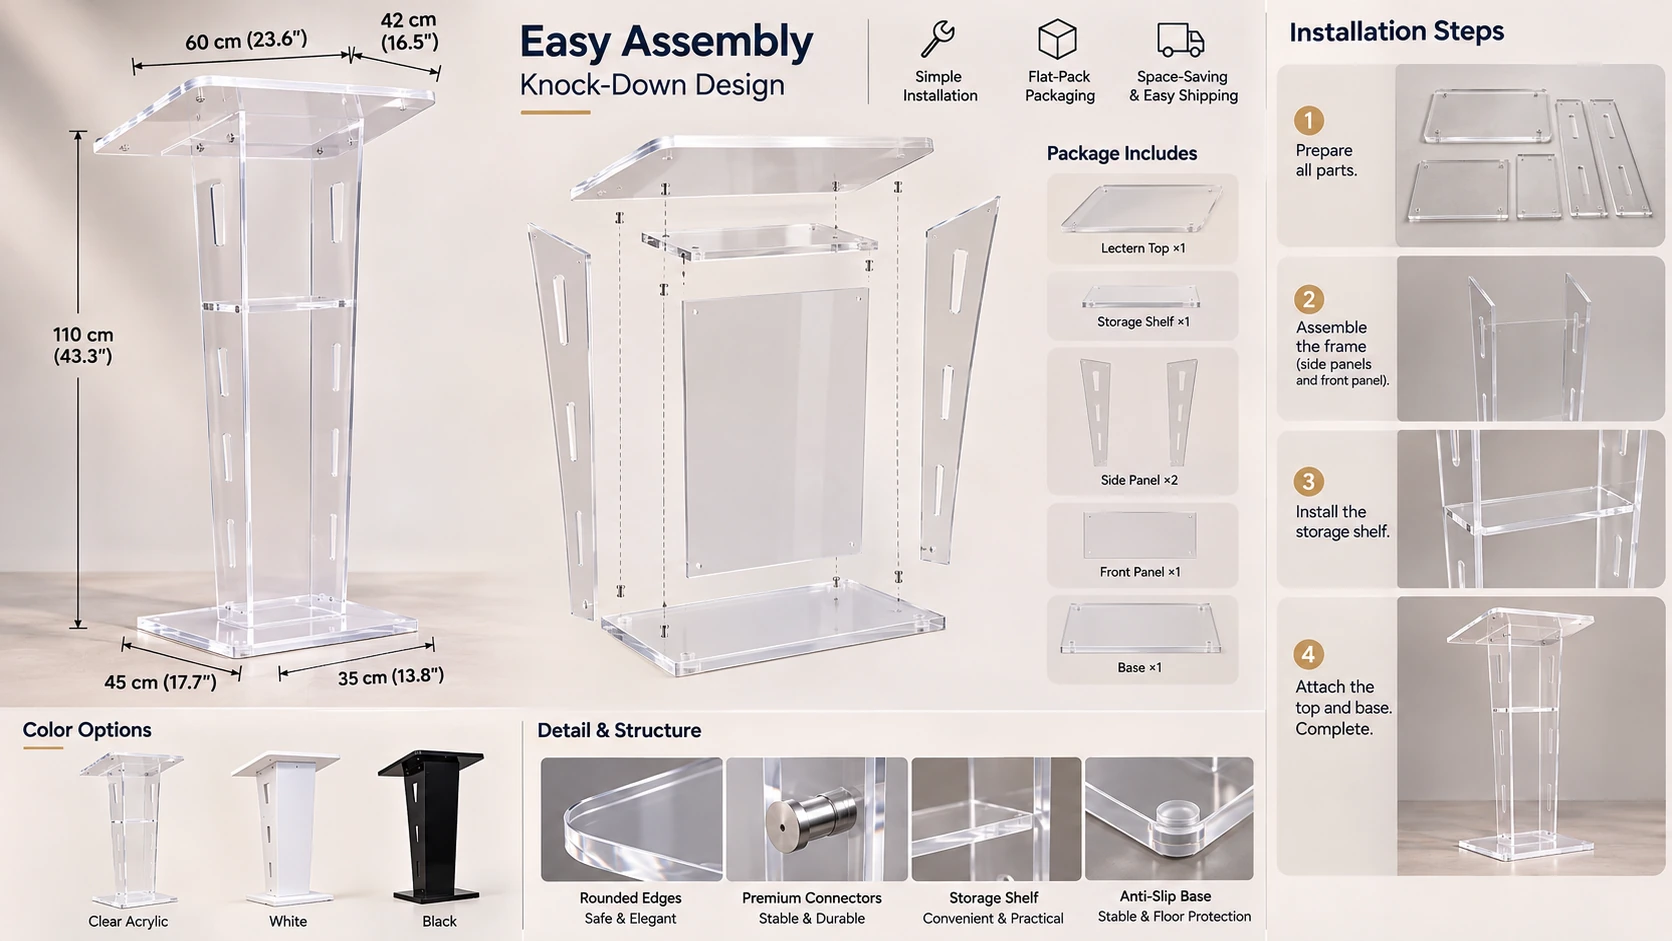 60 cm (23.6")
42 cm
(16.5")
110 cm
(43.3")
45 cm (17.7")
35 cm (13.8")
Easy Assembly
Knock-Down Design
Simple
Installation
Flat-Pack
Packaging
Space-Saving
& Easy Shipping
Package Includes
Lectern Top ×1
Storage Shelf ×1
Side Panel ×2
Front Panel ×1
Base ×1
Installation Steps
1
Prepare
all parts.
2
Assemble
the frame
(side panels
and front panel).
3
Install the
storage shelf.
4
Attach the
top and base.
Complete.
Color Options
Clear Acrylic
White
Black
Detail & Structure
Rounded Edges
Safe & Elegant
Premium Connectors
Stable & Durable
Storage Shelf
Convenient & Practical
Anti-Slip Base
Stable & Floor Protection